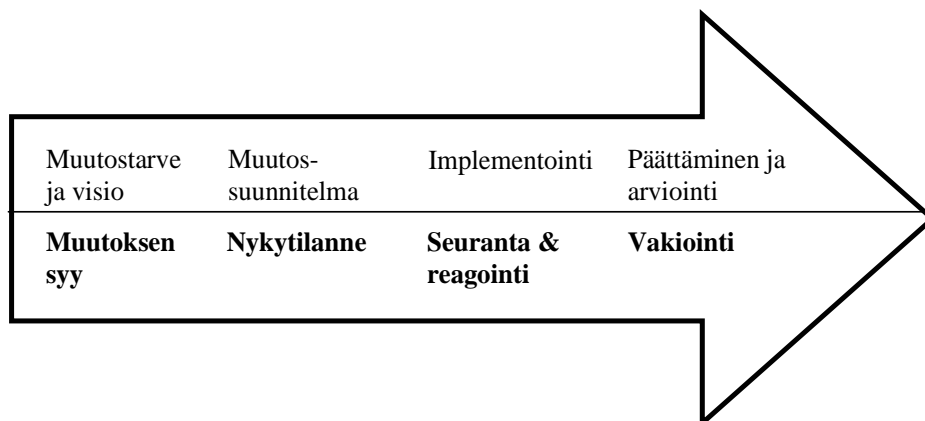 Muutostarve
ja visio
Muutos-
suunnitelma
Implementointi
Päättäminen ja
arviointi
Muutoksen
syy
Nykytilanne
Seuranta &
reagointi
Vakiointi